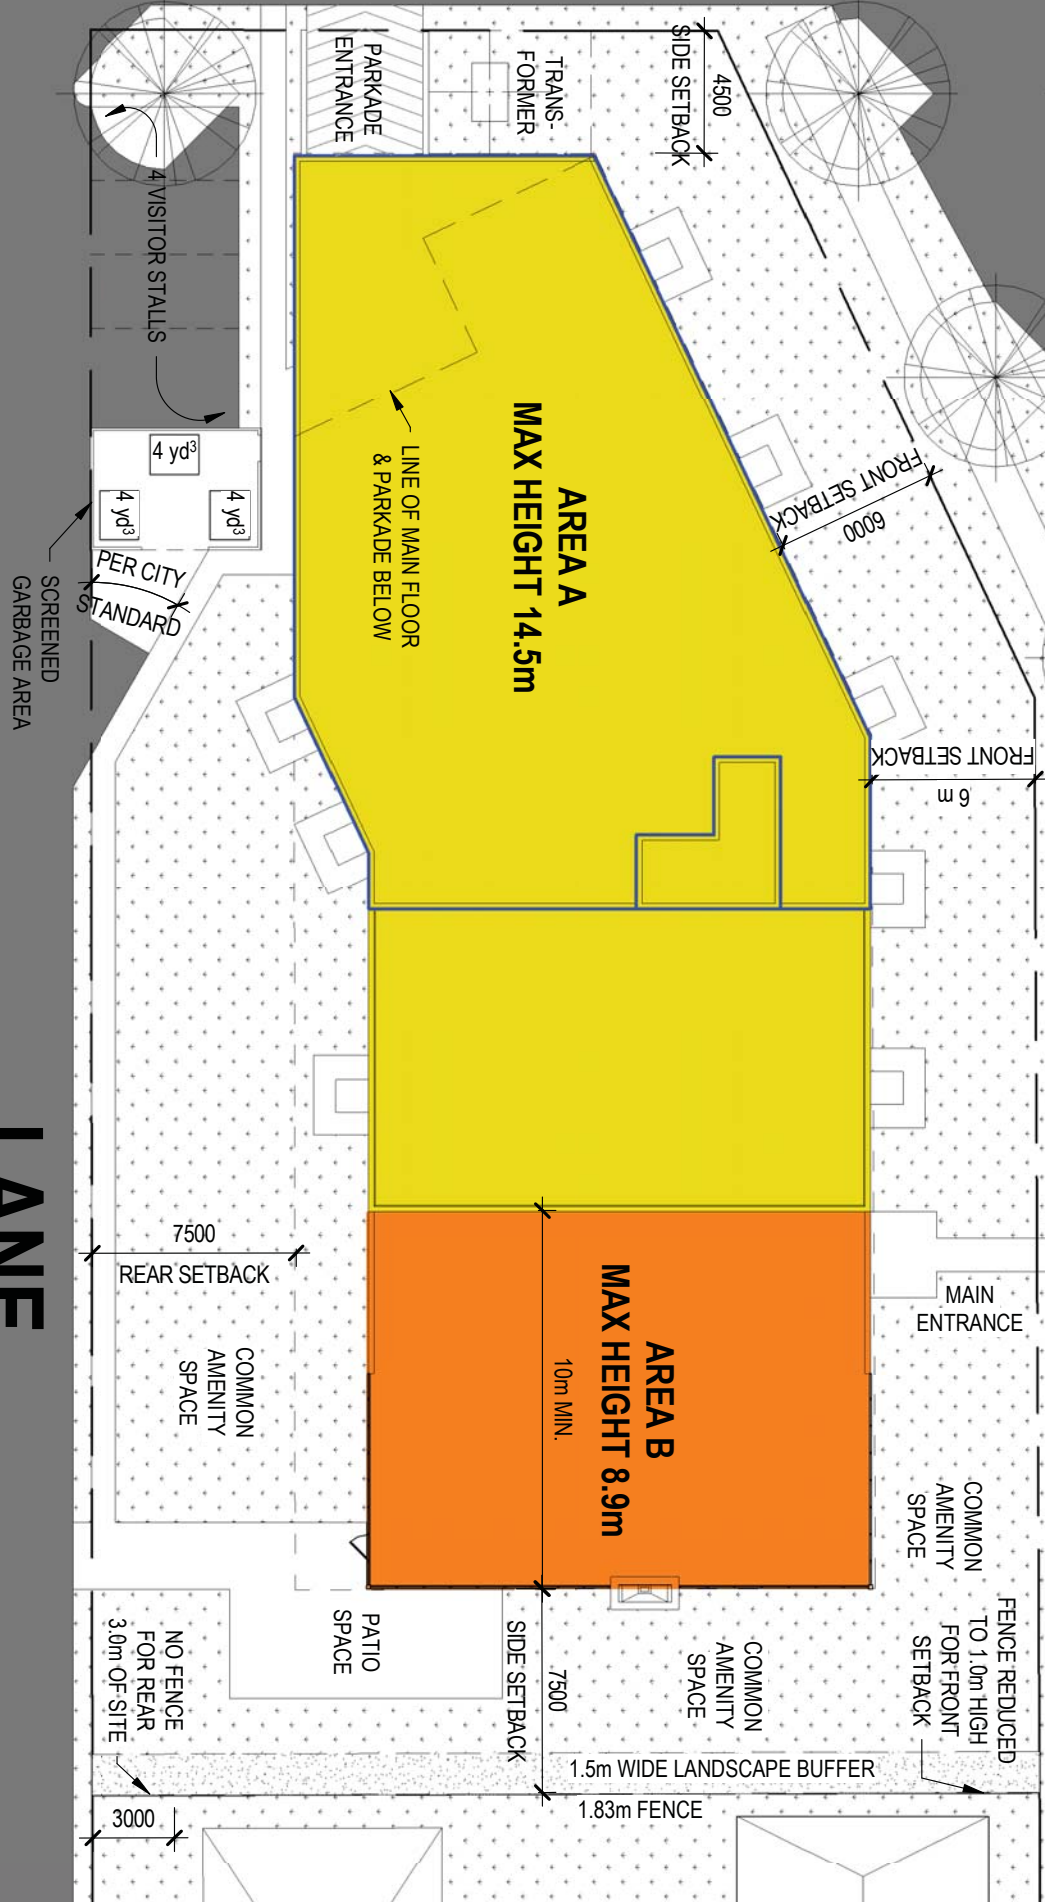 PARKADE
ENTRANCE
TRANS-
FORMER
SIDE SETBACK
4500
4 VISITOR STALLS
4 yd³
4 yd³
4 yd³
PER CITY
STANDARD
SCREENED
GARBAGE AREA
LINE OF MAIN FLOOR
& PARKADE BELOW
AREA A
MAX HEIGHT 14.5m
FRONT SETBACK
6000
FRONT SETBACK
6 m
LANE
7500
REAR SETBACK
COMMON
AMENITY
SPACE
AREA B
MAX HEIGHT 8.9m
10m MIN.
MAIN
ENTRANCE
COMMON
AMENITY
SPACE
FENCE REDUCED
TO 1.0m HIGH
FOR FRONT
SETBACK
COMMON
AMENITY
SPACE
SIDE SETBACK
7500
PATIO
SPACE
NO FENCE
FOR REAR
3.0m OF SITE
1.5m WIDE LANDSCAPE BUFFER
1.83m FENCE
3000